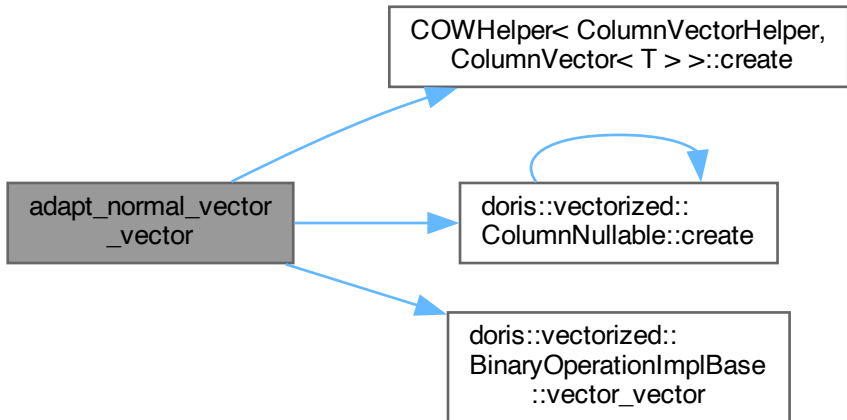 COWHelper< ColumnVectorHelper,
ColumnVector< T > >::create
adapt_normal_vector
_vector
doris::vectorized::
ColumnNullable::create
doris::vectorized::
BinaryOperationImplBase
::vector_vector